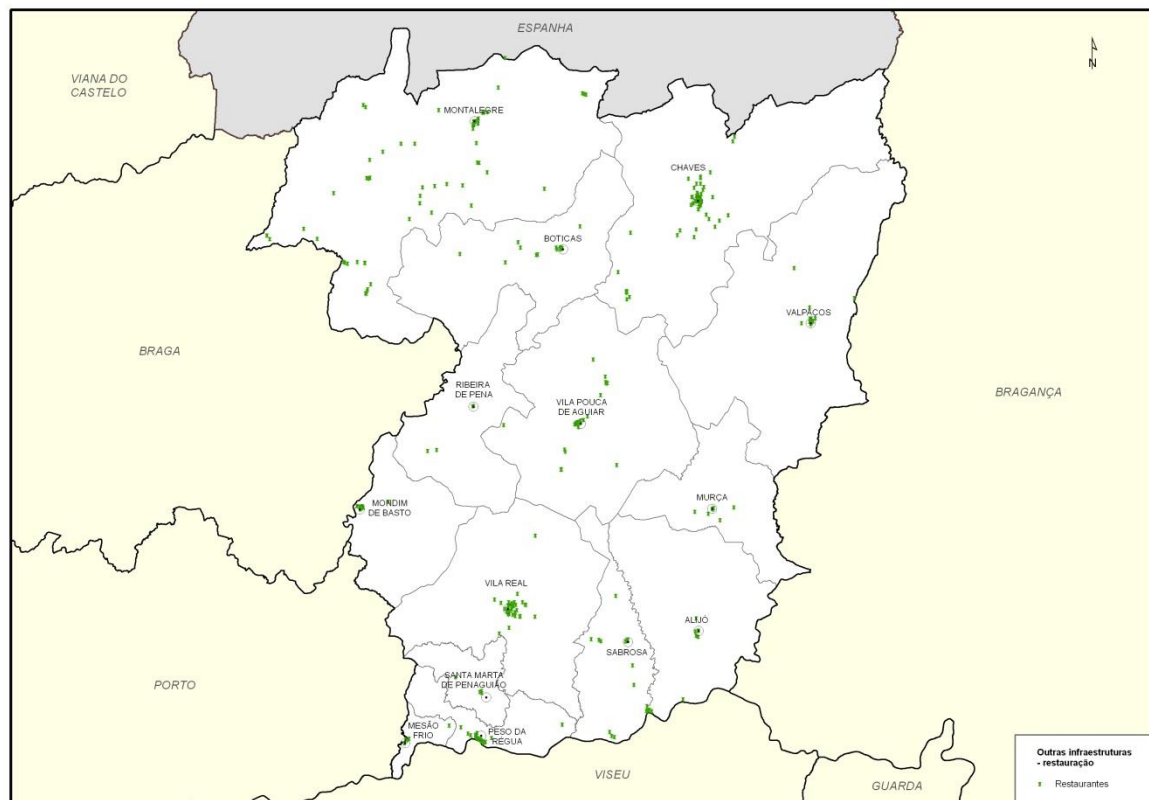 ESPANHA
VIANA DO
CASTELO
N
MONTALEGRE
CHAVES
BOTICAS
VALPAÇOS
BRAGA
RIBEIRA
DE PENA
VILA POUCA
DE AGUIAR
BRAGANÇA
MONDIM
DE BASTO
MURÇA
VILA REAL
ALIJÓ
SABROSA
SANTA MARTA
DE PENAGUIÃO
PORTO
MESÃO
FRIO
PESO DA
RÉGUA
VISEU
GUARDA
Outras infraestruturas
- restauração
Restaurantes